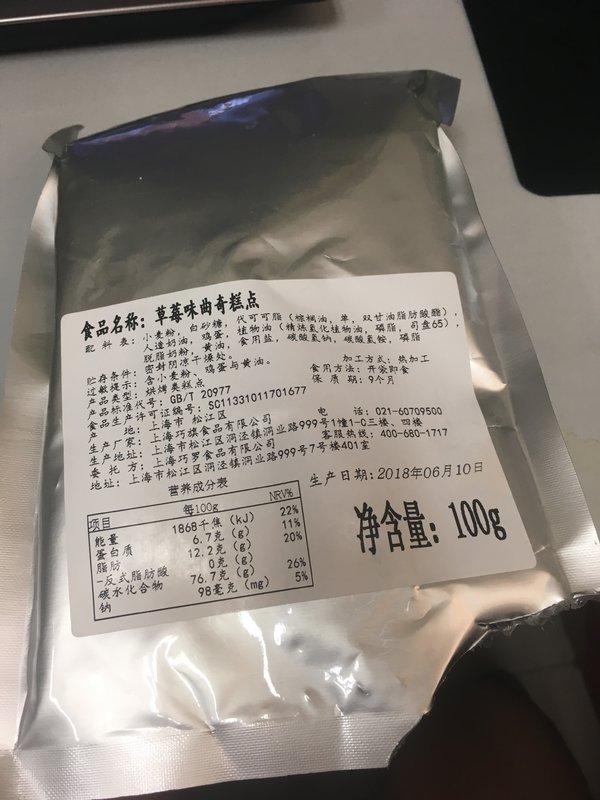 食品名称：草莓味曲奇糕点
配 料 表：小麦粉，白砂糖，代可可脂（棕榈油，单，双甘油脂肪酸酯），
人造奶油，鸡蛋，植物油（精炼氢化植物油，磷脂，司盘65），
脱脂奶粉，黄油，食用盐，碳酸氢钠，碳酸氢铵，磷脂
贮存条件：密封阴凉干燥处。 加工方式：热加工
过敏提示：含小麦粉、鸡蛋与黄油。 食用方法：开袋即食
产品类型：烘烤类糕点 保 质 期：9个月
产品标准代号：GB/T 20977
食品生产许可证编号：SC11331011701677
产 地：上海市 松江区 电 话：021-60709500
生产厂家：上海巧旗食品有限公司
生产地址：上海市松江区洞泾镇洞业路999号1幢1-0三楼、四楼
委 托 方：上海巧罗食品有限公司 客服热线：400-680-1717
地址：上海市松江区洞泾镇洞业路999号7号楼401室
营养成分表
项目 每100g NRV%
能量 1868千焦（kJ） 22%
蛋白质 6.7克（g） 11%
脂肪 12.2克（g） 20%
-反式脂肪酸 0克（g）
碳水化合物 76.7克（g） 26%
钠 98毫克（mg） 5%
生产日期：2018年06月10日
净含量：100g